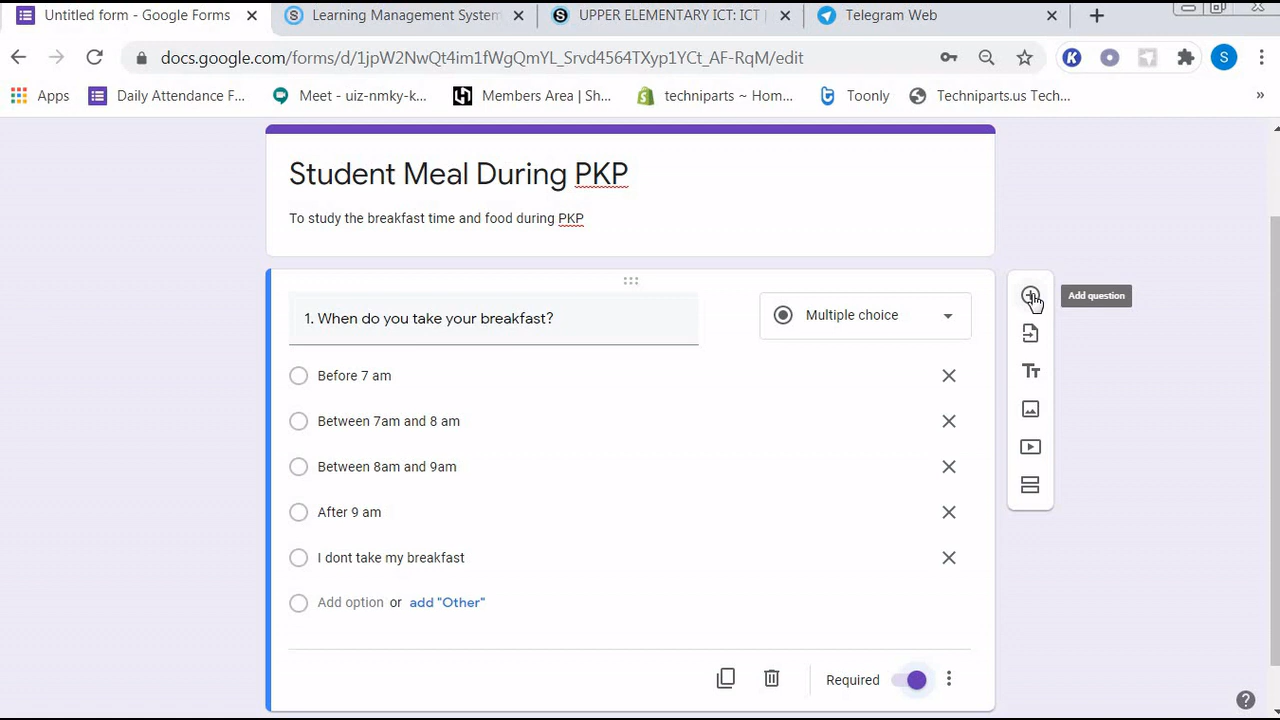 Untitled form - Google Forms
Learning Management System
UPPER ELEMENTARY ICT: ICT
Telegram Web
docs.google.com/forms/d/1JpW2NwQt4im1fWgQmYL_Srvd4564TXyp1YCt_AF-RqM/edit
S
Apps
Daily Attendance F...
Meet - uiz-nmky-k...
Member Area | Sh...
techniparts ~ Hom...
Toonly
Techniparts.us Tech...
»
Student Meal During PKP
To study the breakfast time and food during PKP
1. When do you take your breakfast?
Multiple choice
Add question
Before 7 am
Between 7am and 8 am
Between 8am and 9am
After 9 am
I dont take my breakfast
Add option or add "Other"
Required